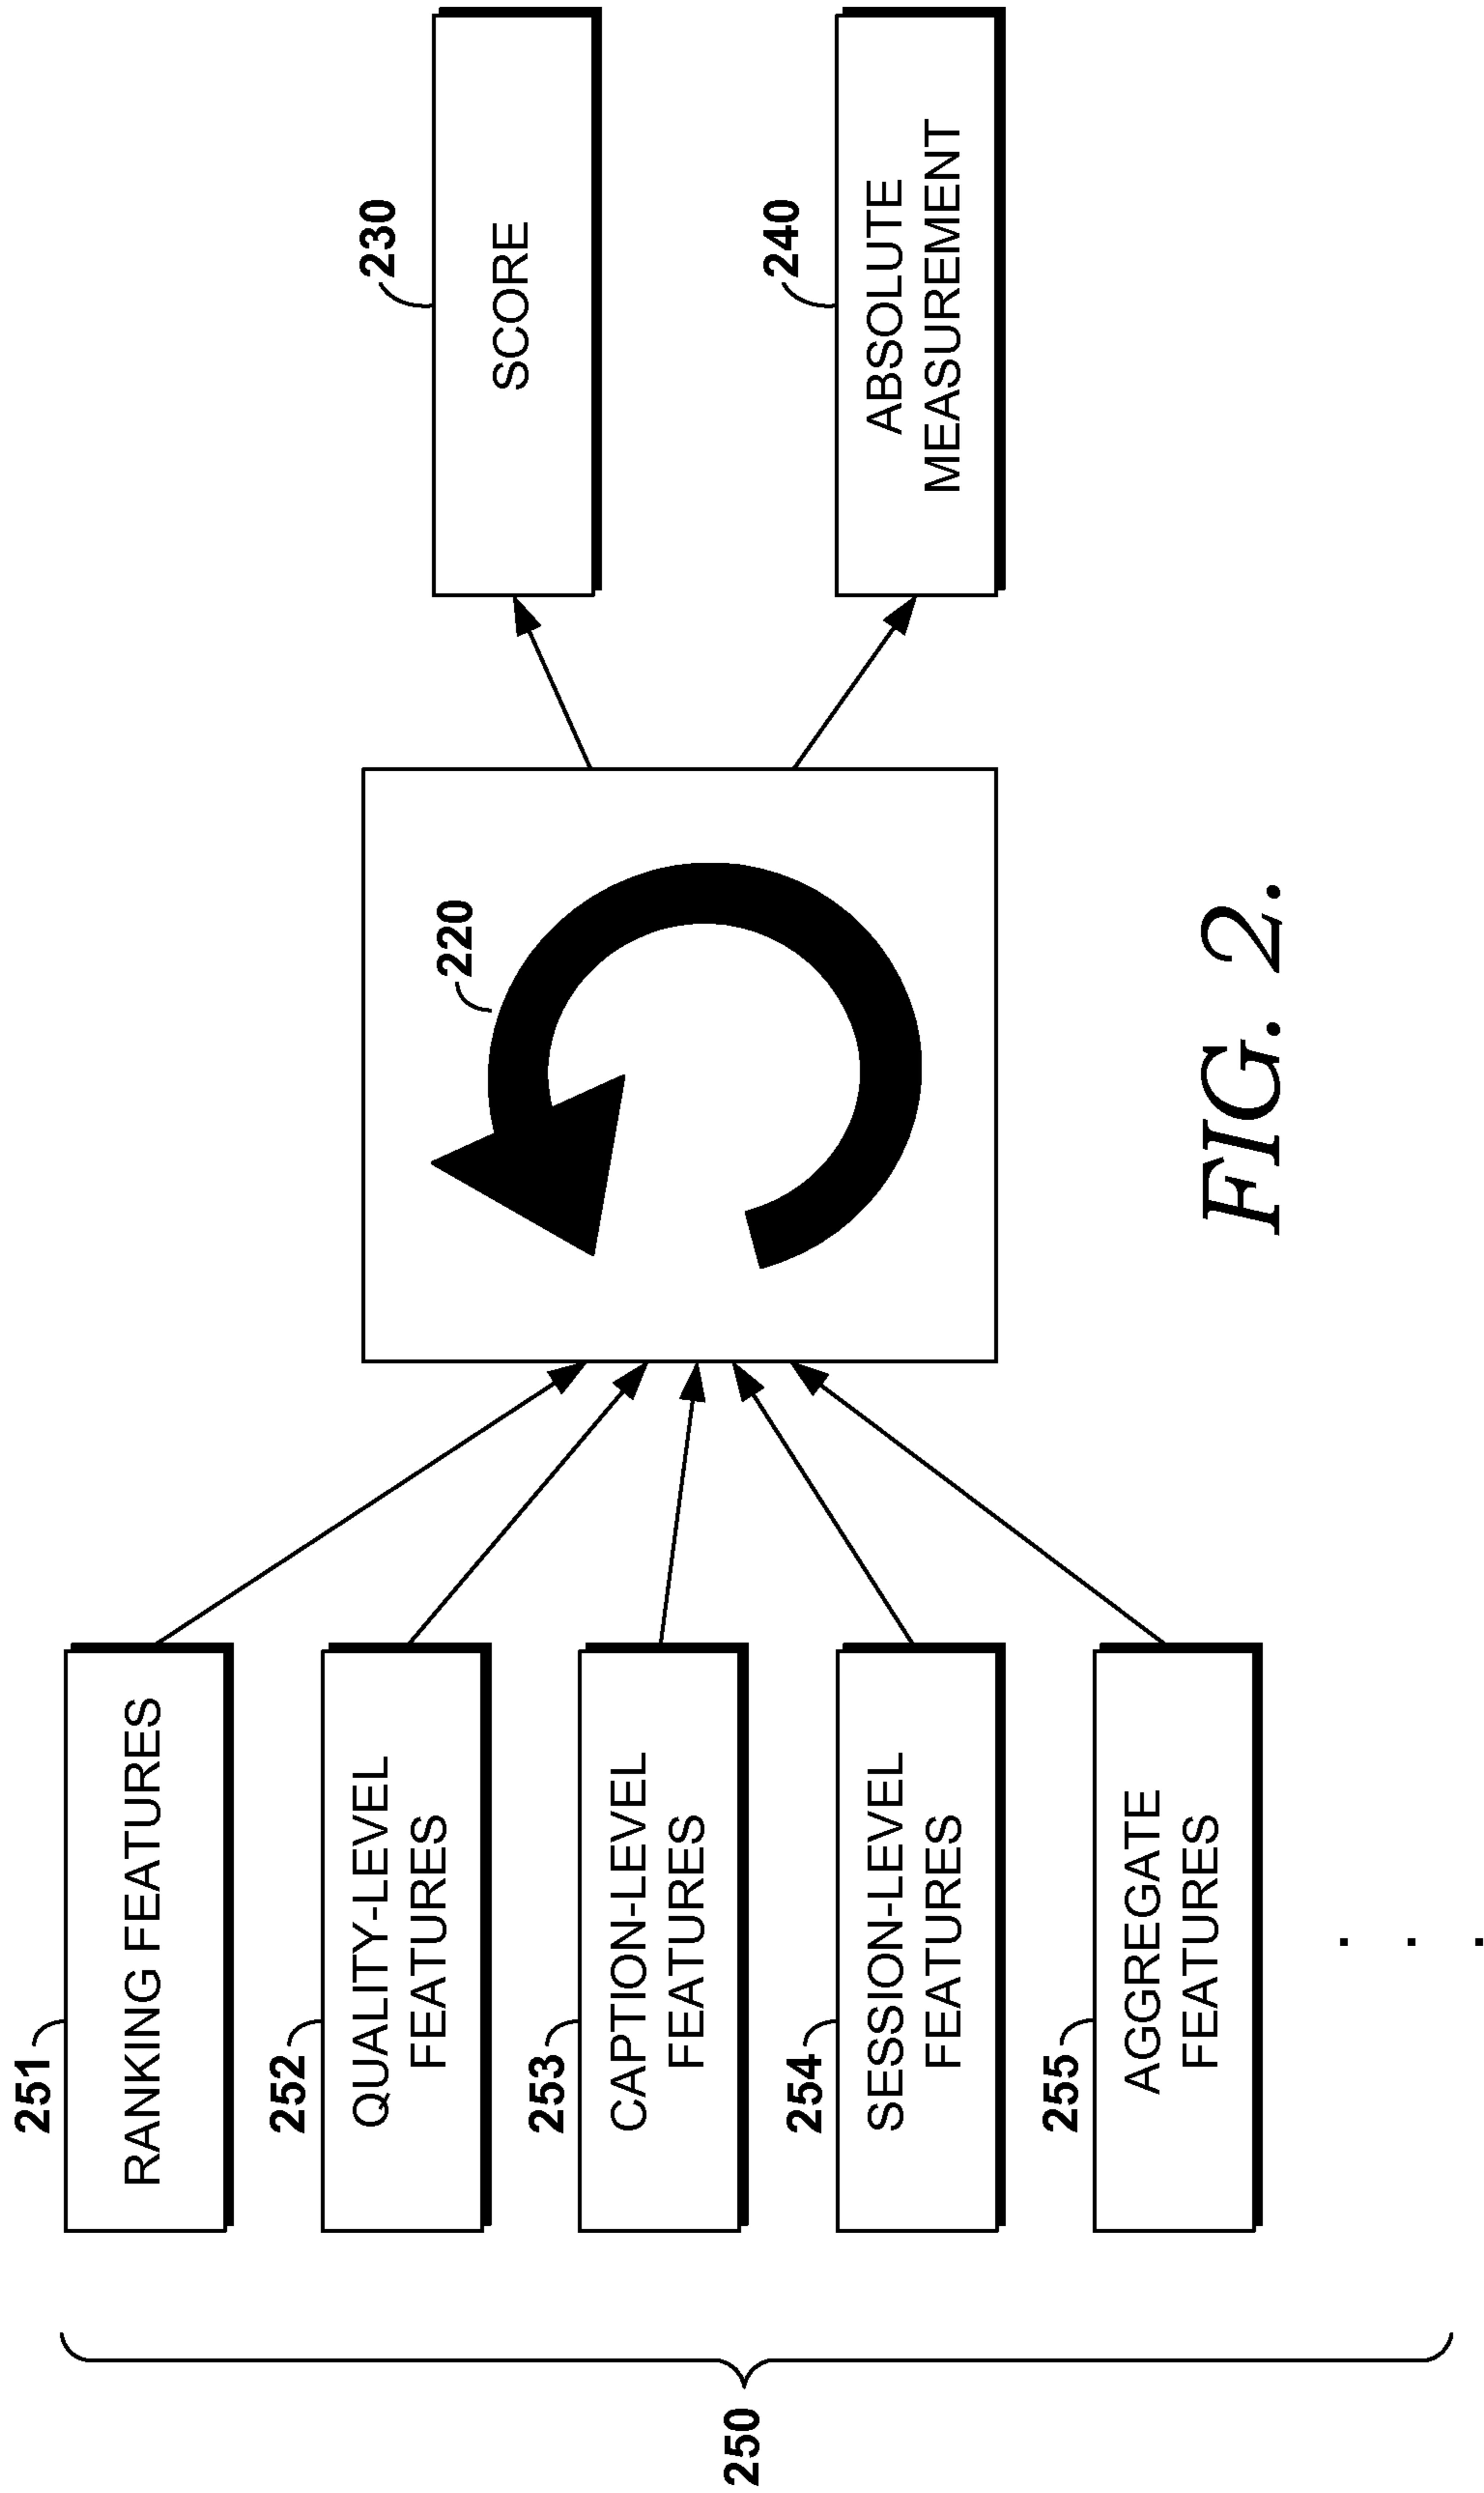 251
RANKING FEATURES
252
QUALITY-LEVEL
FEATURES
253
CAPTION-LEVEL
FEATURES
254
SESSION-LEVEL
FEATURES
255
AGGREGATE
FEATURES
. . .
250
220
230
SCORE
240
ABSOLUTE
MEASUREMENT
FIG. 2.